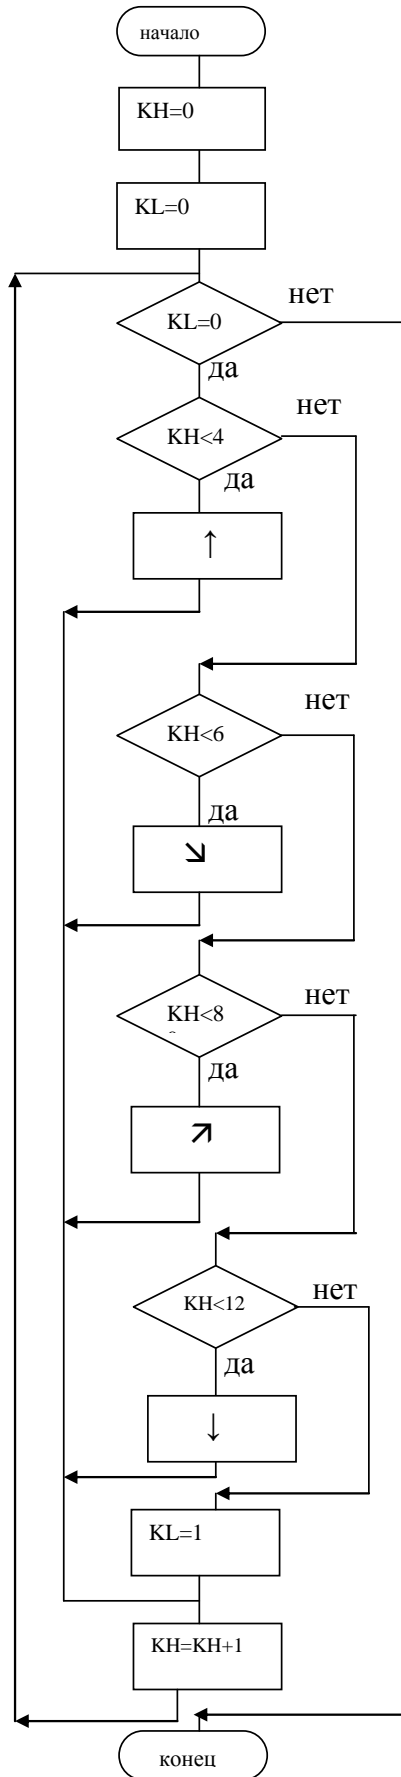 начало
KH=0
KL=0
KL=0
нет
да
KH<4
нет
да
↑
KH<6
нет
да
↘
KH<8
нет
да
↗
KH<12
нет
да
↓
KL=1
KH=KH+1
конец